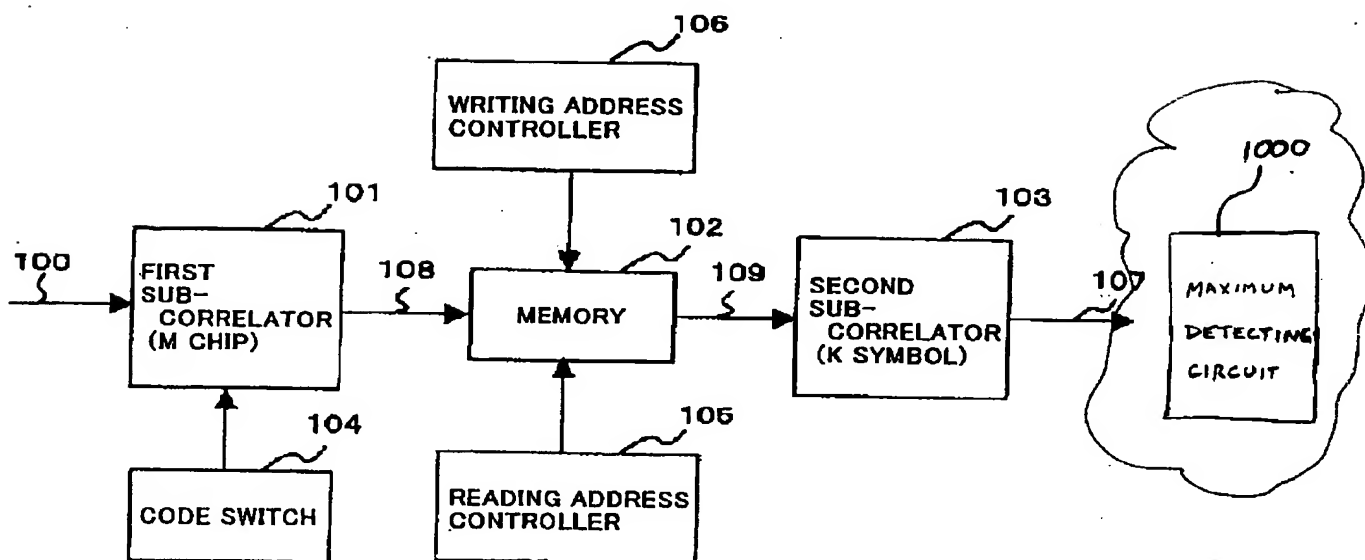 106
WRITING ADDRESS
CONTROLLER
1000
101
102
103
100
FIRST
SUB-
CORRELATOR
(M CHIP)
108
MEMORY
109
SECOND
SUB-
CORRELATOR
(K SYMBOL)
107
MAXIMUM
DETECTING
CIRCUIT
104
105
CODE SWITCH
READING ADDRESS
CONTROLLER